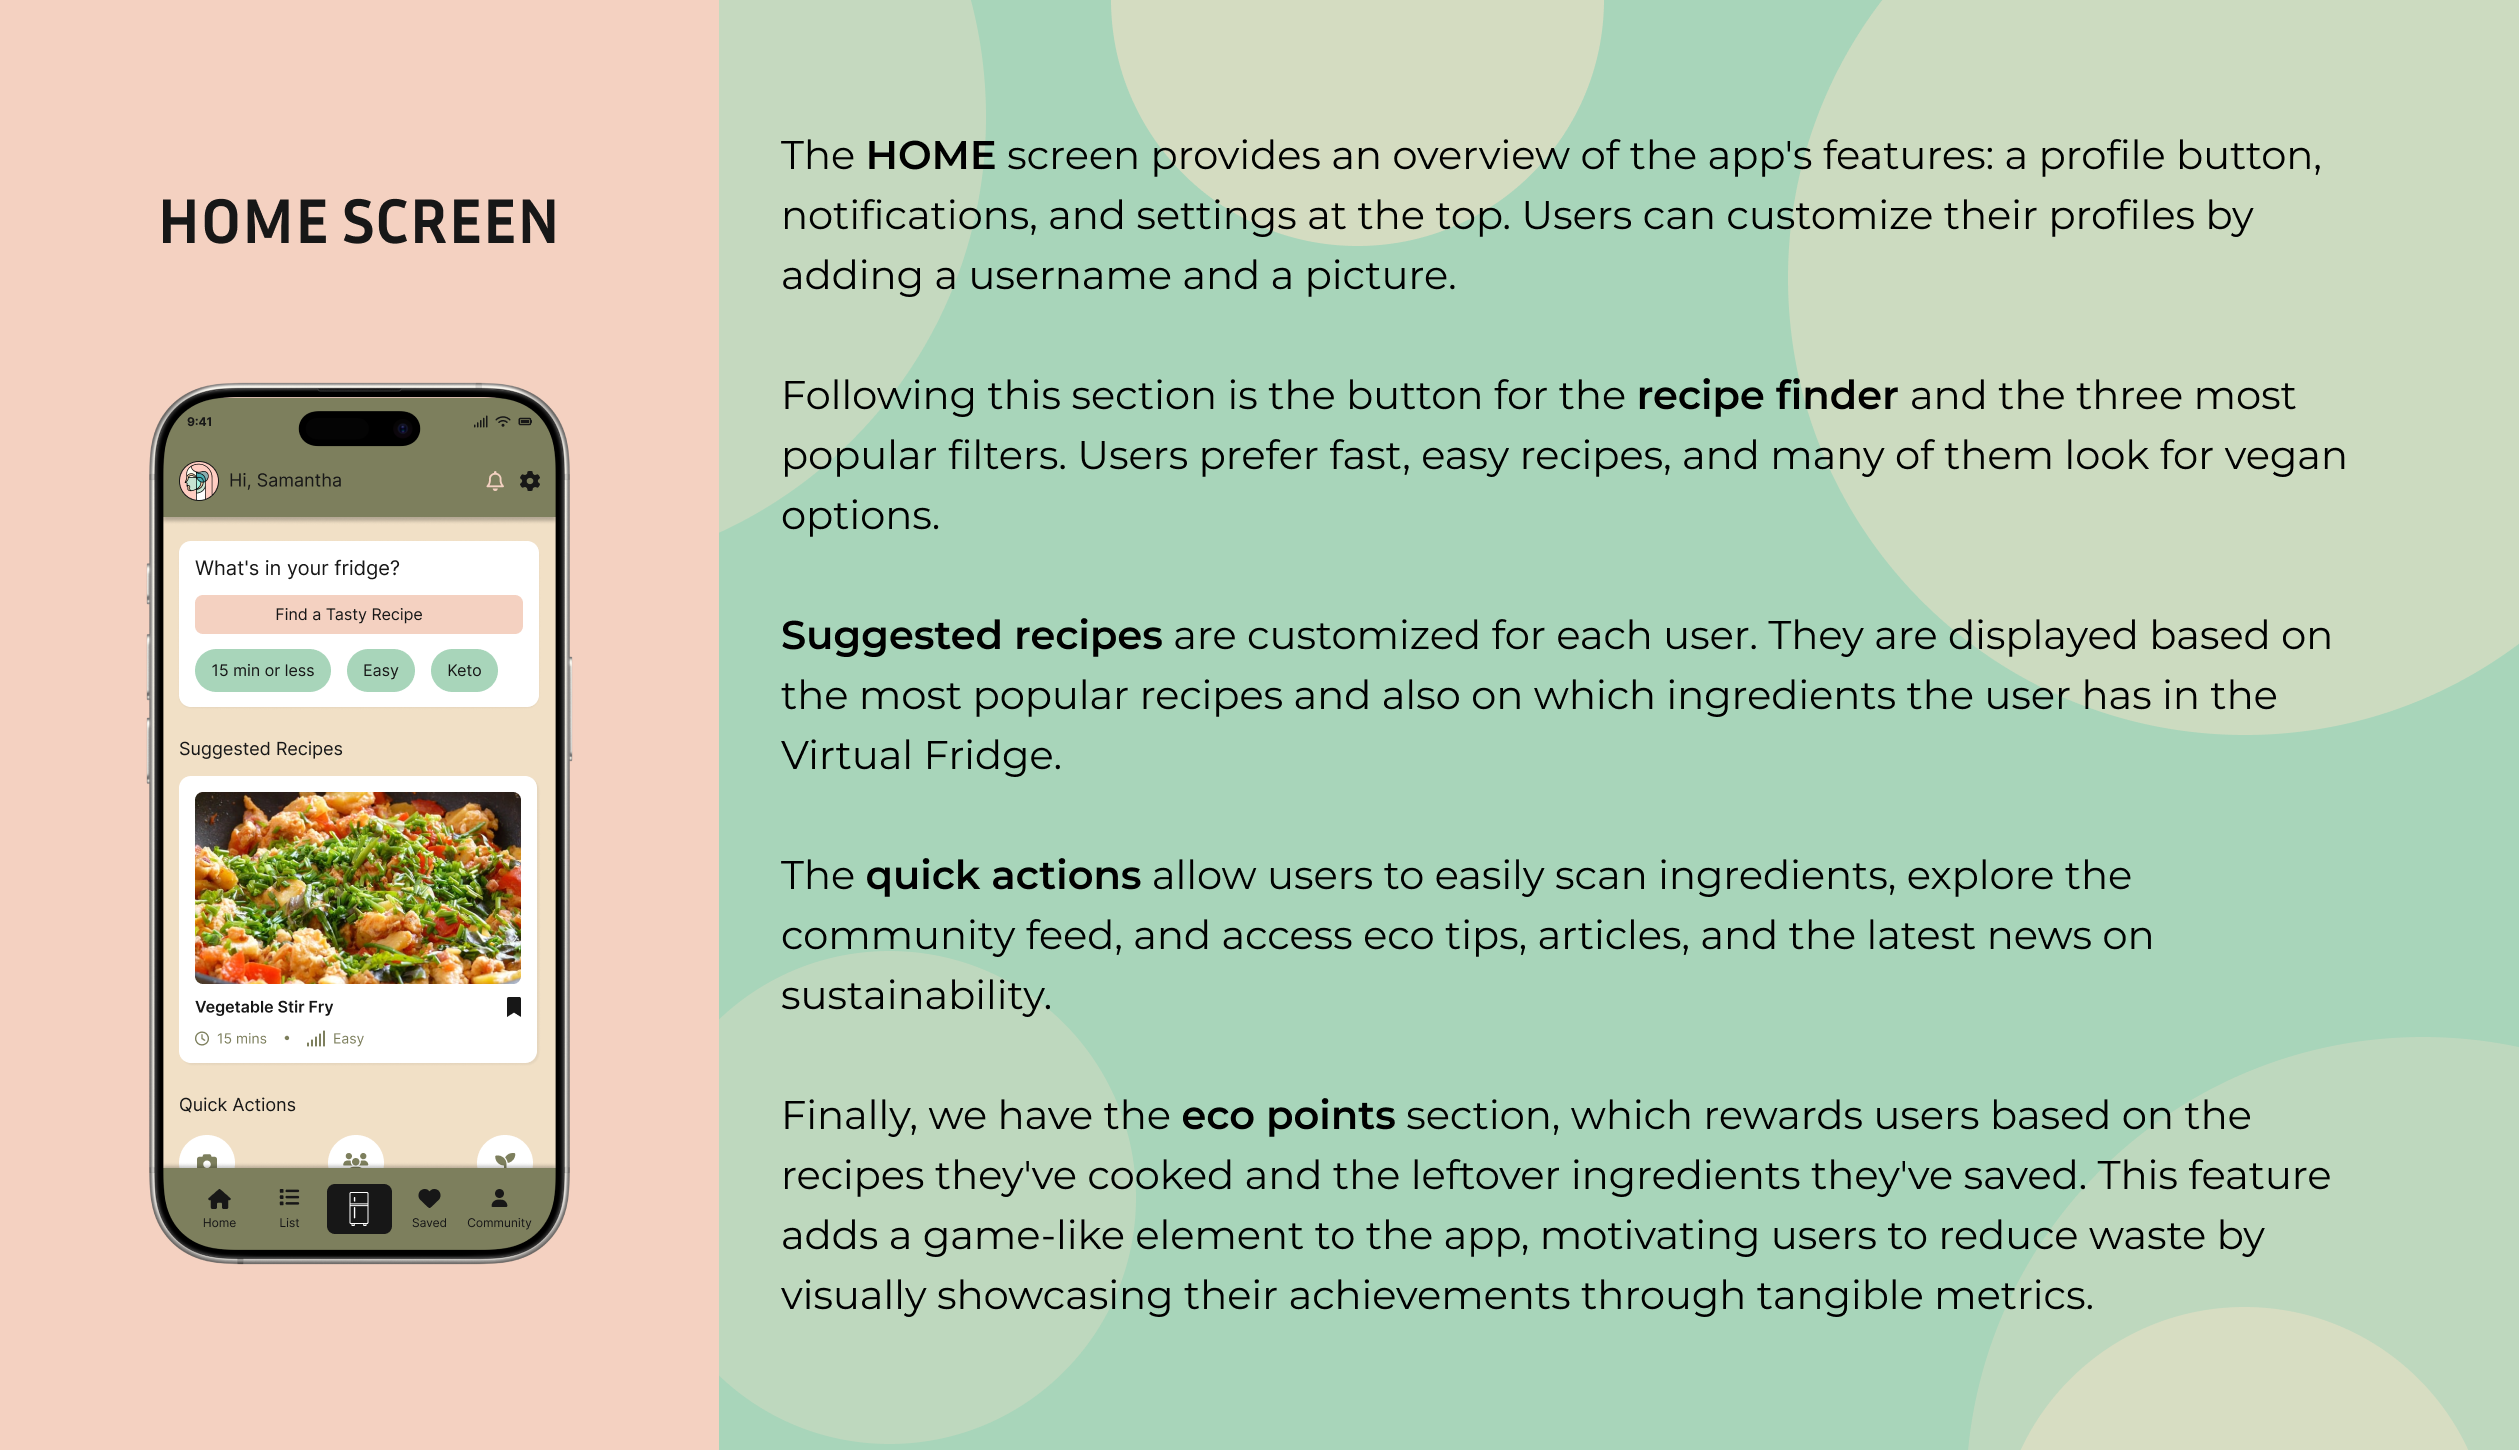 HOME SCREEN
9:41
Hi, Samantha
What's in your fridge?
Find a Tasty Recipe
15 min or less Easy Keto
Suggested Recipes
Vegetable Stir Fry
15 mins • Easy
Quick Actions
Home List Saved Community
The HOME screen provides an overview of the app's features: a profile button,
notifications, and settings at the top. Users can customize their profiles by
adding a username and a picture.
Following this section is the button for the recipe finder and the three most
popular filters. Users prefer fast, easy recipes, and many of them look for vegan
options.
Suggested recipes are customized for each user. They are displayed based on
the most popular recipes and also on which ingredients the user has in the
Virtual Fridge.
The quick actions allow users to easily scan ingredients, explore the
community feed, and access eco tips, articles, and the latest news on
sustainability.
Finally, we have the eco points section, which rewards users based on the
recipes they've cooked and the leftover ingredients they've saved. This feature
adds a game-like element to the app, motivating users to reduce waste by
visually showcasing their achievements through tangible metrics.